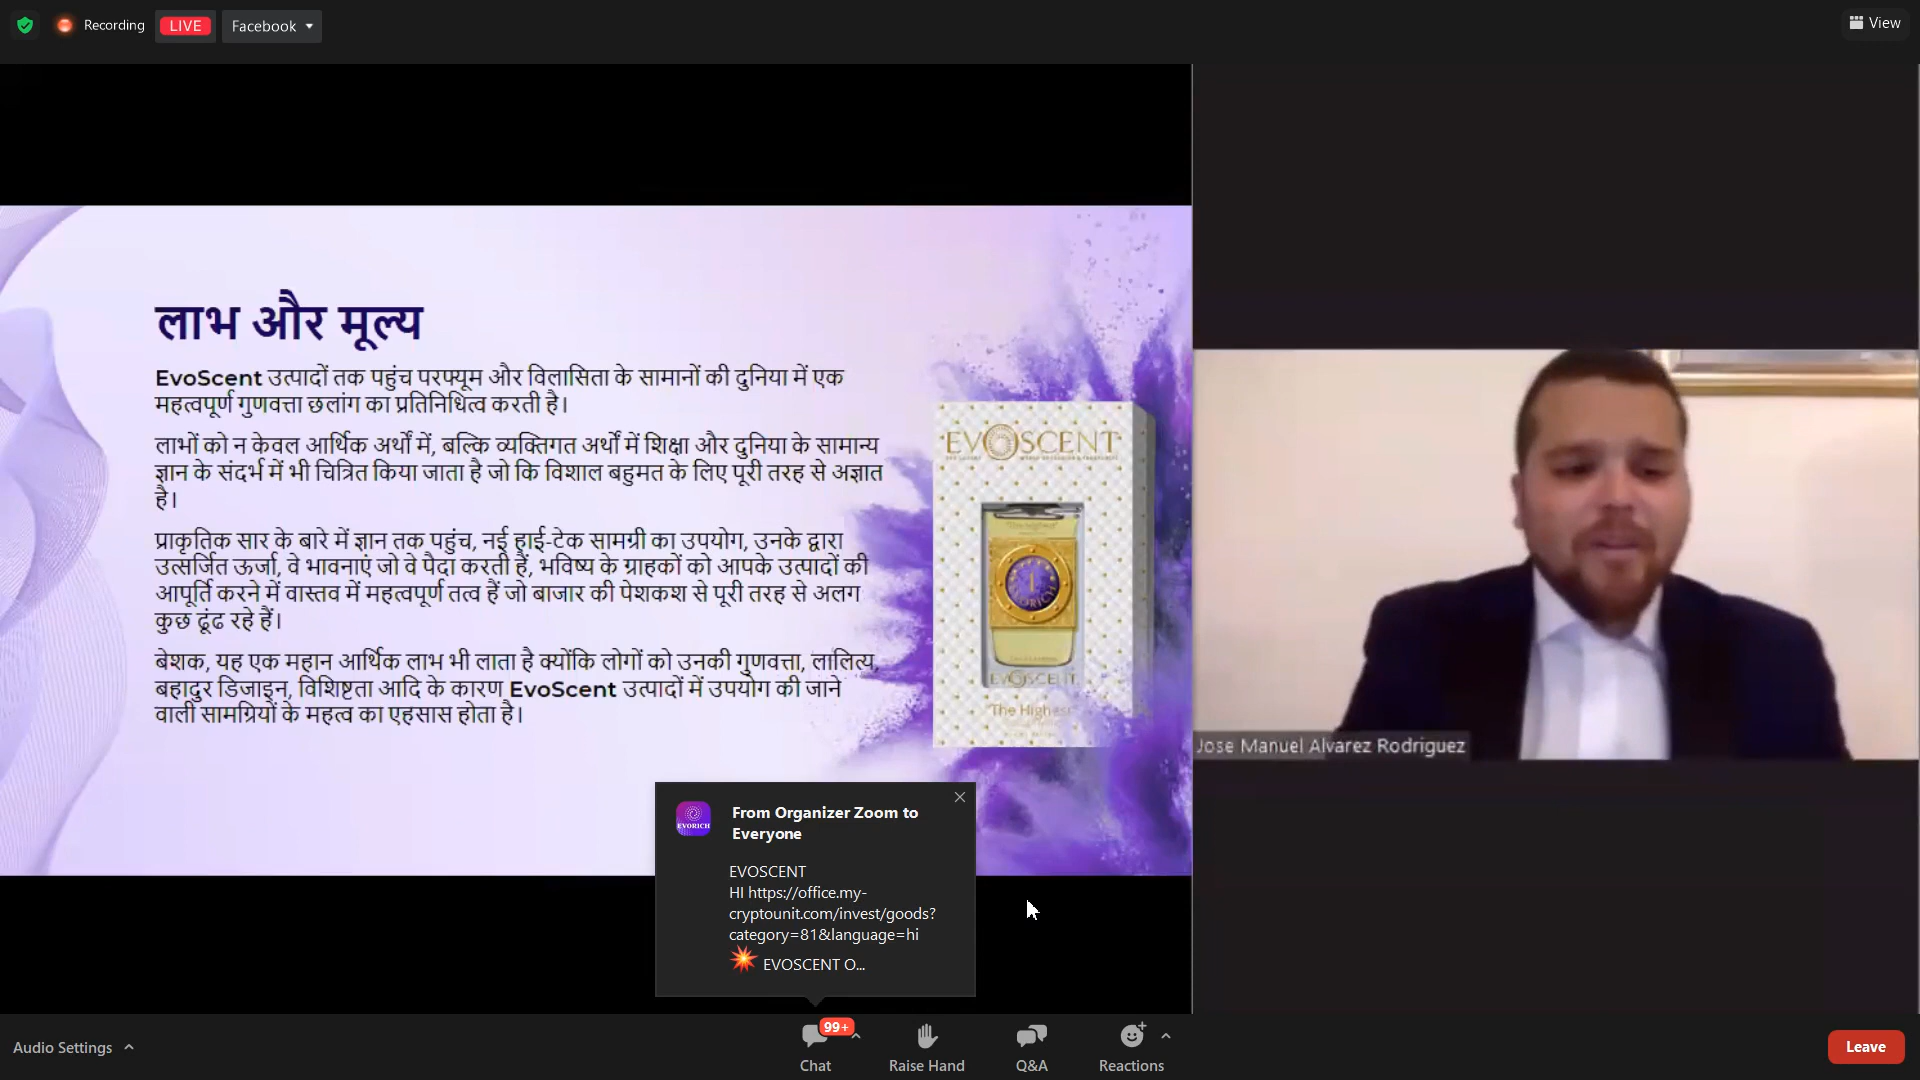 Recording
LIVE
Facebook
View
लाभ और मूल्य
EvoScent उत्पादों तक पहुंच परफ्यूम और विलासिता के सामानों की दुनिया में एक
महत्वपूर्ण गुणवत्ता छलांग का प्रतिनिधित्व करती है।
लाभों को न केवल आर्थिक अर्थों में, बल्कि व्यक्तिगत अर्थों में शिक्षा और दुनिया के सामान्य
ज्ञान के संदर्भ में भी चित्रित किया जाता है जो कि विशाल बहुमत के लिए पूरी तरह से अज्ञात
है।
प्राकृतिक सार के बारे में ज्ञान तक पहुंच, नई हाई-टेक सामग्री का उपयोग, उनके द्वारा
उत्सर्जित ऊर्जा, वे भावनाएं जो वे पैदा करती हैं, भविष्य के ग्राहकों को आपके उत्पादों की
आपूर्ति करने में वास्तव में महत्वपूर्ण तत्व हैं जो बाजार की पेशकश से पूरी तरह से अलग
कुछ ढूंढ रहे हैं।
बेशक, यह एक महान आर्थिक लाभ भी लाता है क्योंकि लोगों को उनकी गुणवत्ता, लालित्य,
बहादुर डिजाइन, विशिष्टता आदि के कारण EvoScent उत्पादों में उपयोग की जाने
वाली सामग्रियों के महत्व का एहसास होता है।
EVOSCENT
EVOSCENT
"The Highest
Jose Manuel Alvarez Rodriguez
EVORICH
From Organizer Zoom to
Everyone
EVOSCENT
HI https://office.my-
cryptounit.com/invest/goods?
category=81&language=hi
EVOSCENT O...
Audio Settings
99+
Chat
Raise Hand
Q&A
Reactions
Leave